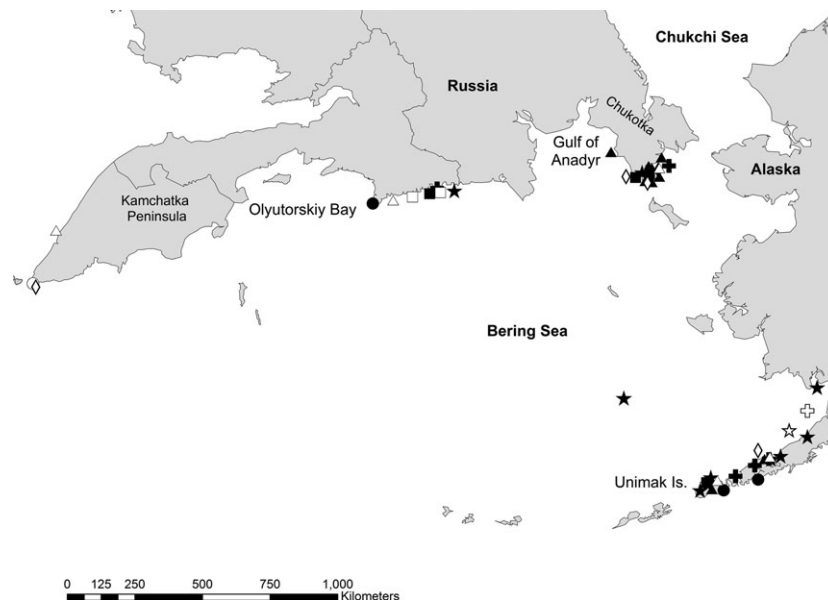 Chukchi Sea
Russia
Chukotka
Gulf of
Anadyr
Alaska
Kamchatka
Peninsula
Olyutorskiy Bay
Bering Sea
Unimak Is.
0 125 250 500 750 1,000
Kilometers